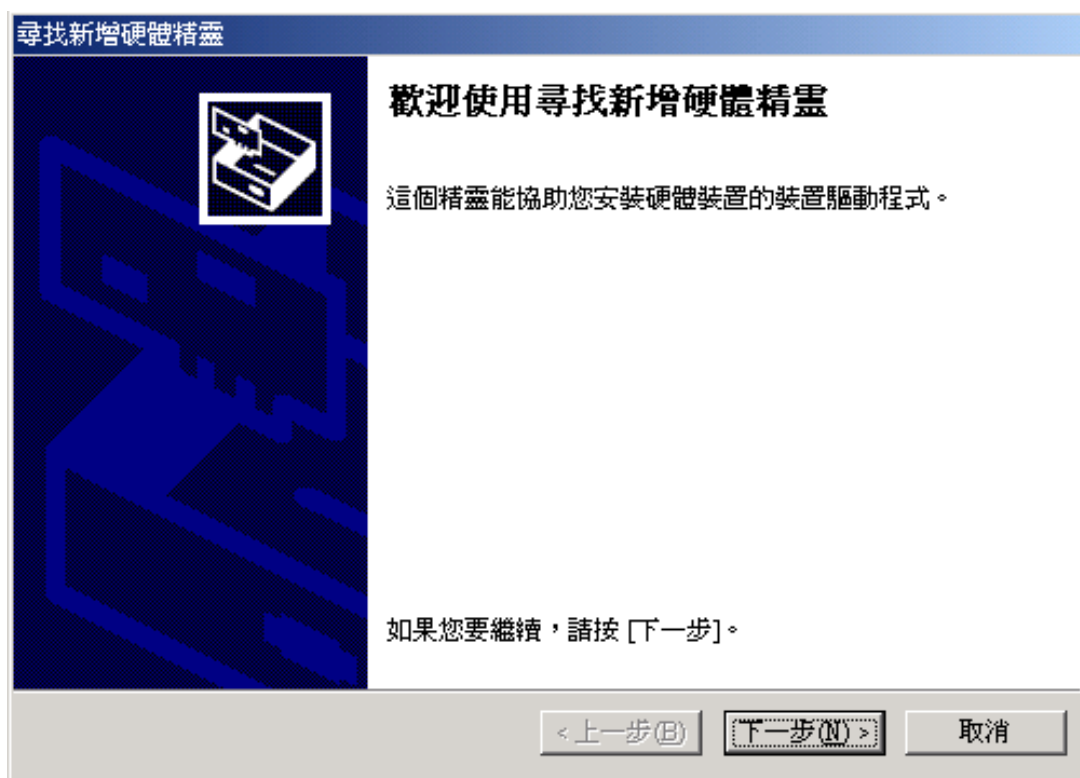 尋找新增硬體精靈
歡迎使用尋找新增硬體精靈
這個精靈能協助您安裝硬體裝置的裝置驅動程式。
如果您要繼續，請按 [下一步]。
< 上一步(B)
下一步(N) >
取消